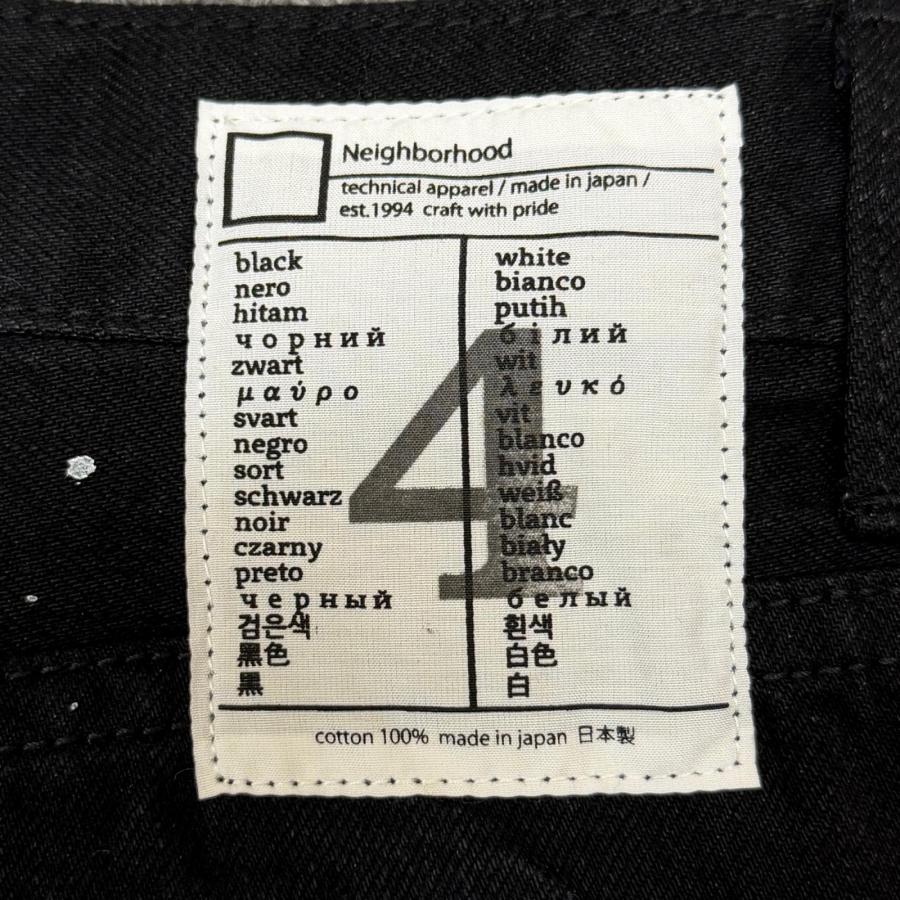 Neighborhood
technical apparel / made in japan /
est.1994 craft with pride
black
nero
hitam
чорний
zwart
μαύρο
svart
negro
sort
schwarz
noir
czarny
preto
черный
검은색
黑色
黒
white
bianco
putih
білий
wit
λευκό
vit
blanco
hvid
weiß
blanc
biały
branco
белый
흰색
白色
白
4
cotton 100% made in japan 日本製